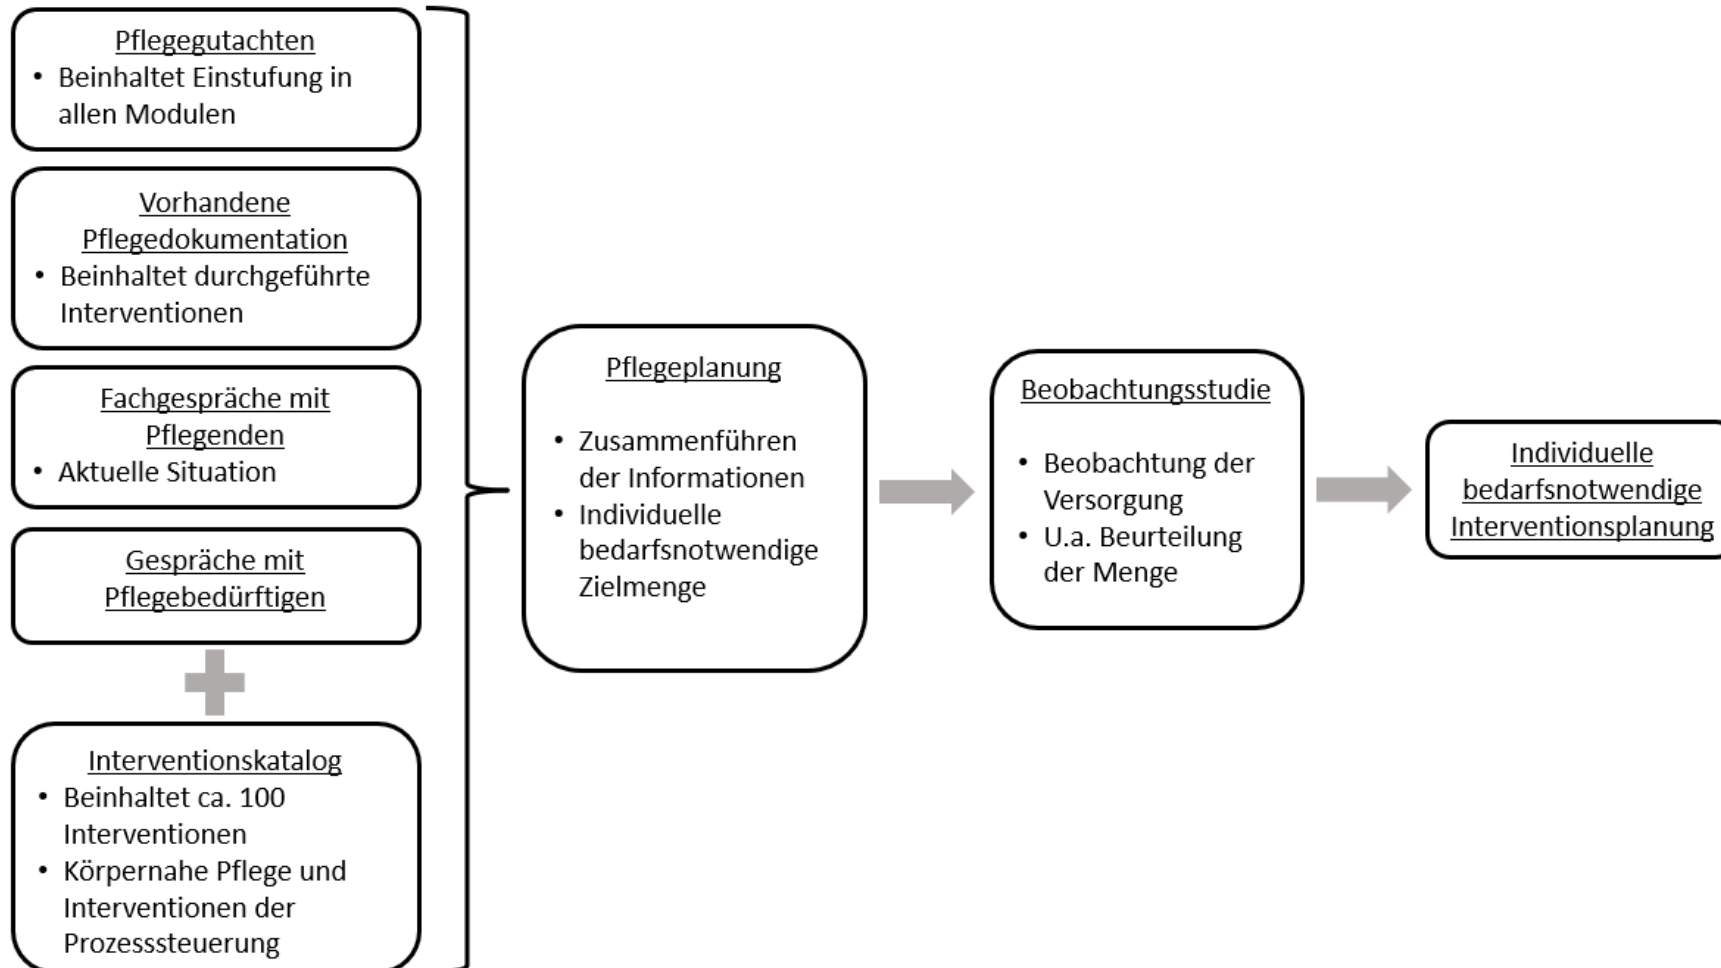 Pflegegutachten
• Beinhaltet Einstufung in
allen Modulen
Vorhandene
Pflegedokumentation
• Beinhaltet durchgeführte
Interventionen
Fachgespräche mit
Pflegenden
• Aktuelle Situation
Gespräche mit
Pflegebedürftigen
Interventionskatalog
• Beinhaltet ca. 100
Interventionen
• Körpernahe Pflege und
Interventionen der
Prozesssteuerung
Pflegeplanung
• Zusammenführen
der Informationen
• Individuelle
bedarfsnotwendige
Zielmenge
Beobachtungsstudie
• Beobachtung der
Versorgung
• U.a. Beurteilung
der Menge
Individuelle
bedarfsnotwendige
Interventionsplanung